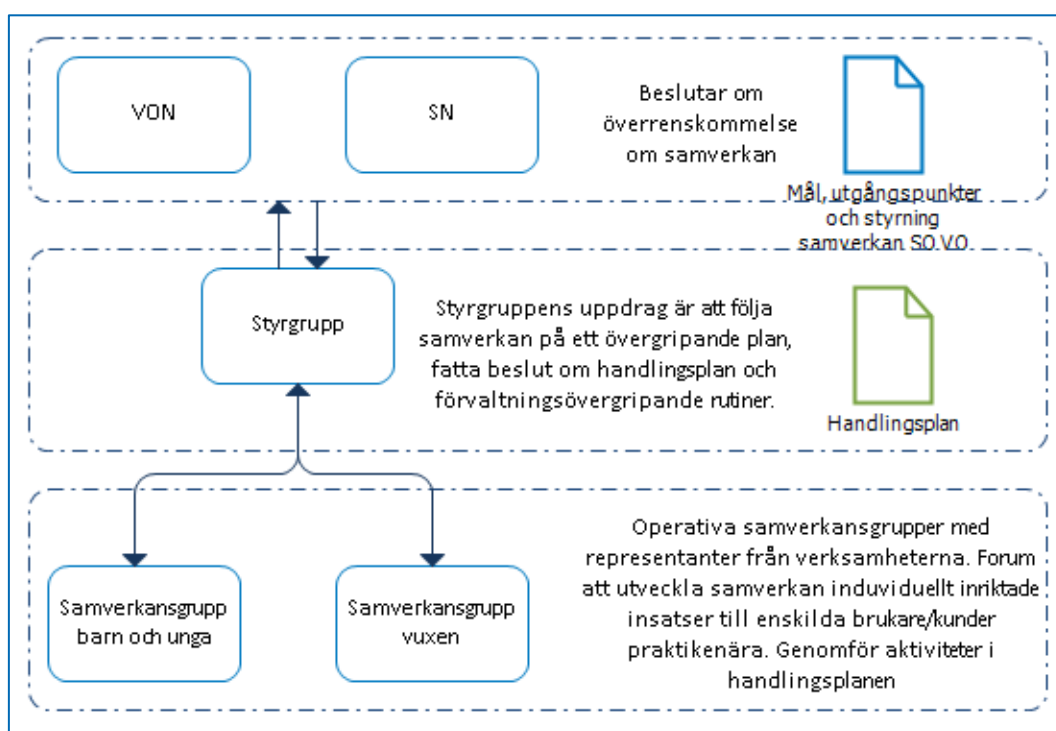 VON
SN
Beslutar om
överrenskommelse
om samverkan
Mål, utgångspunkter
och styrning
samverkan SO VO
Styrgrupp
Styrgruppens uppdrag är att följa
samverkan på ett övergripande plan,
fatta beslut om handlingsplan och
förvaltningsövergripande rutiner.
Handlingsplan
Samverkansgrupp
barn och unga
Samverkansgrupp
vuxen
Operativa samverkansgrupper med
representanter från verksamheterna. Forum
att utveckla samverkan induviduellt inriktade
insatser till enskilda brukare/kunder
praktikenära. Genomför aktiviteter i
handlingsplanen